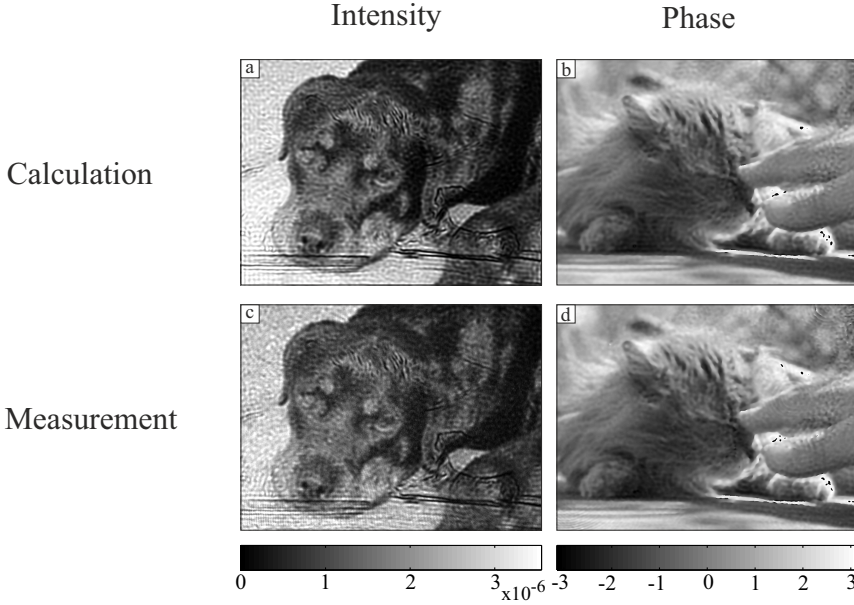 Intensity Phase
a b
Calculation
c d
Measurement
0 1 2 3 x10-6 -3 -2 -1 0 1 2 3